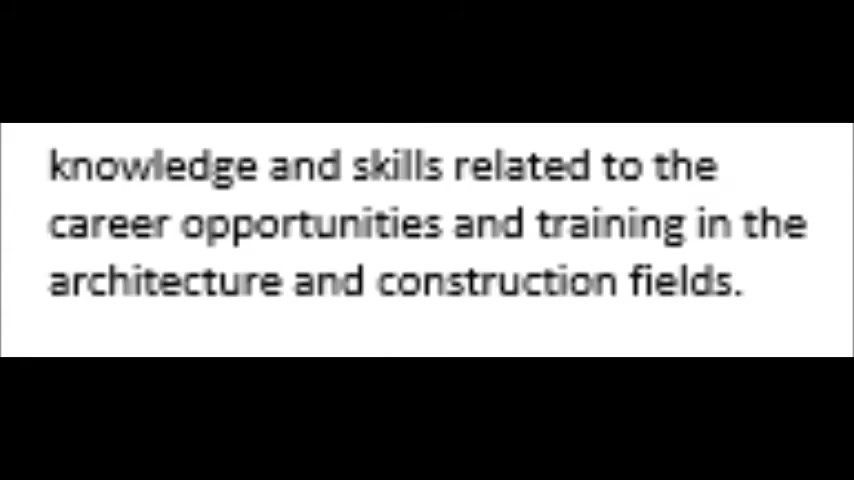 knowledge and skills related to the
career opportunities and training in the
architecture and construction fields.